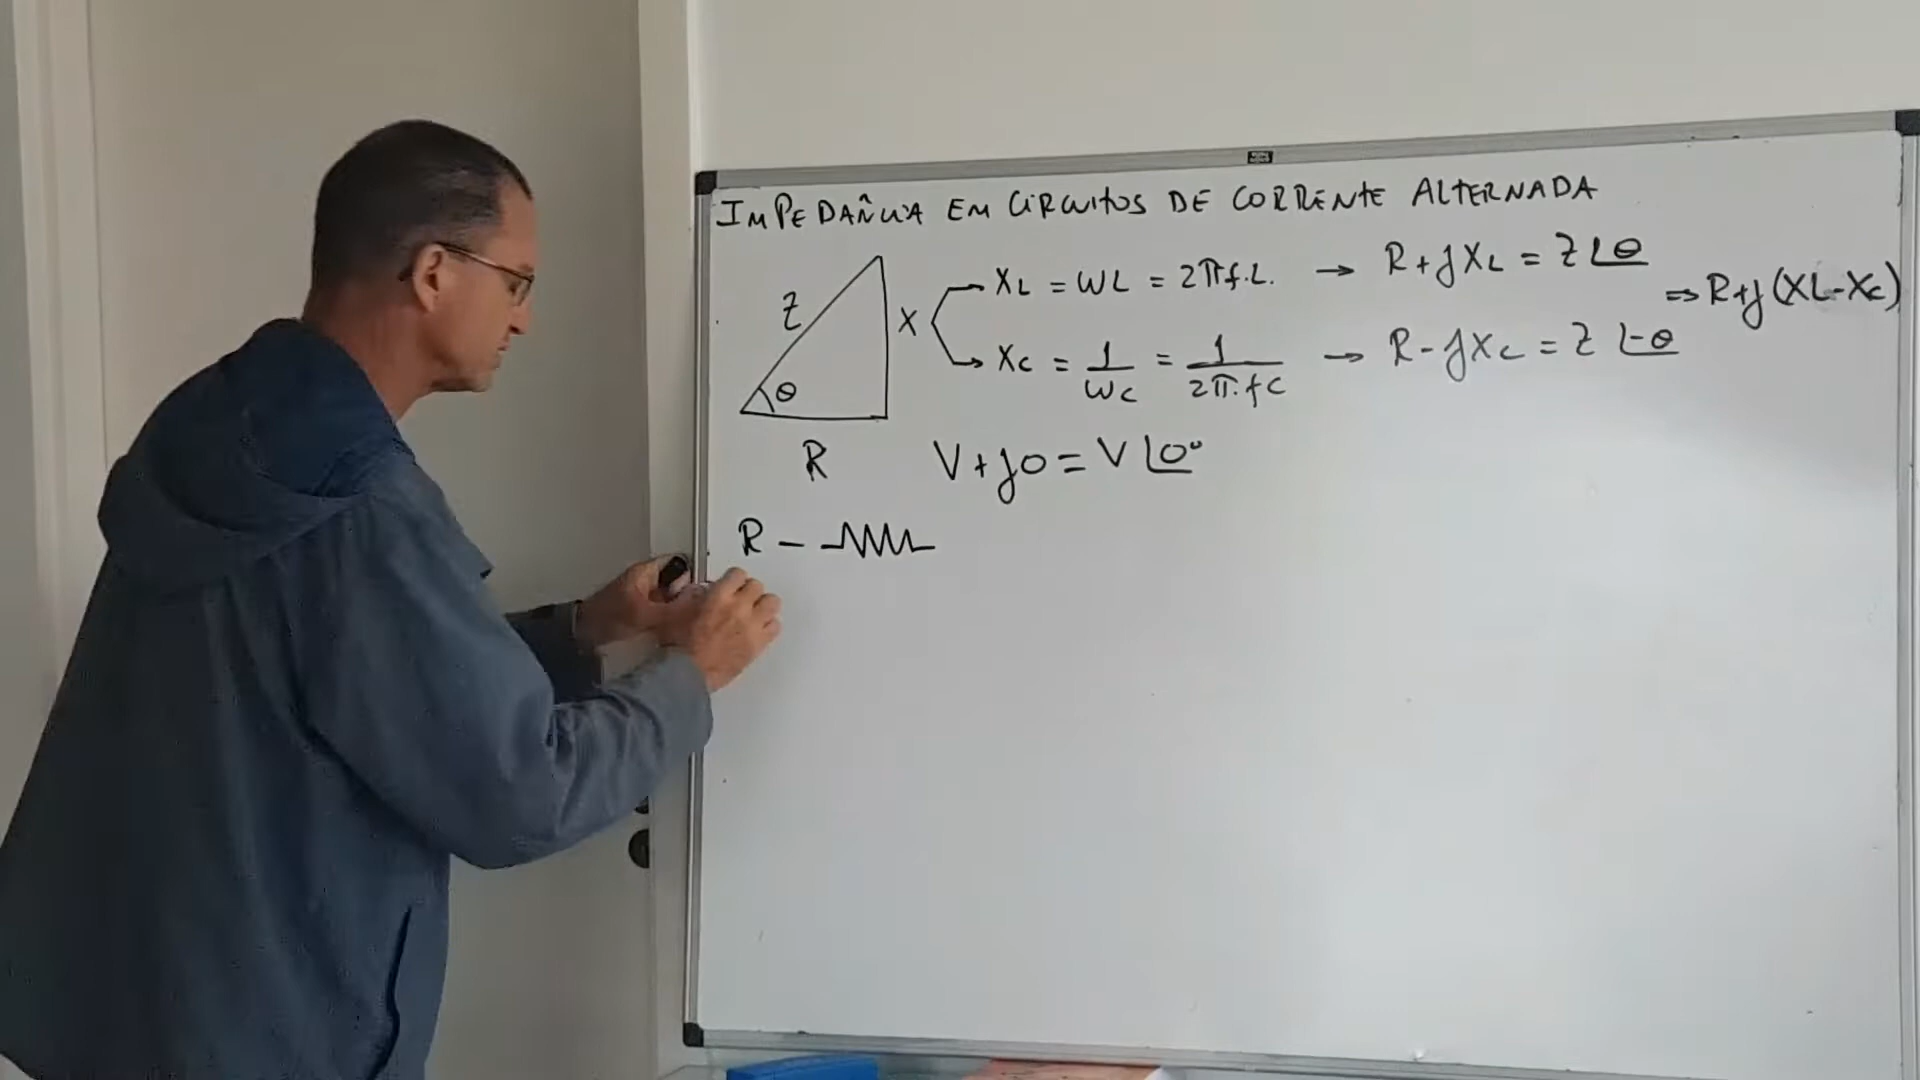 IMPEDÂNCIA EM CIRCUITOS DE CORRENTE ALTERNADA
Z θ R X
XL = WL = 2πf.L. → R+jXL = Z∠θ
XC = 1/WC = 1/2π.fC → R-jXC = Z∠-θ
⇒ R+j(XL-XC)
V+j0 = V∠0°
R -